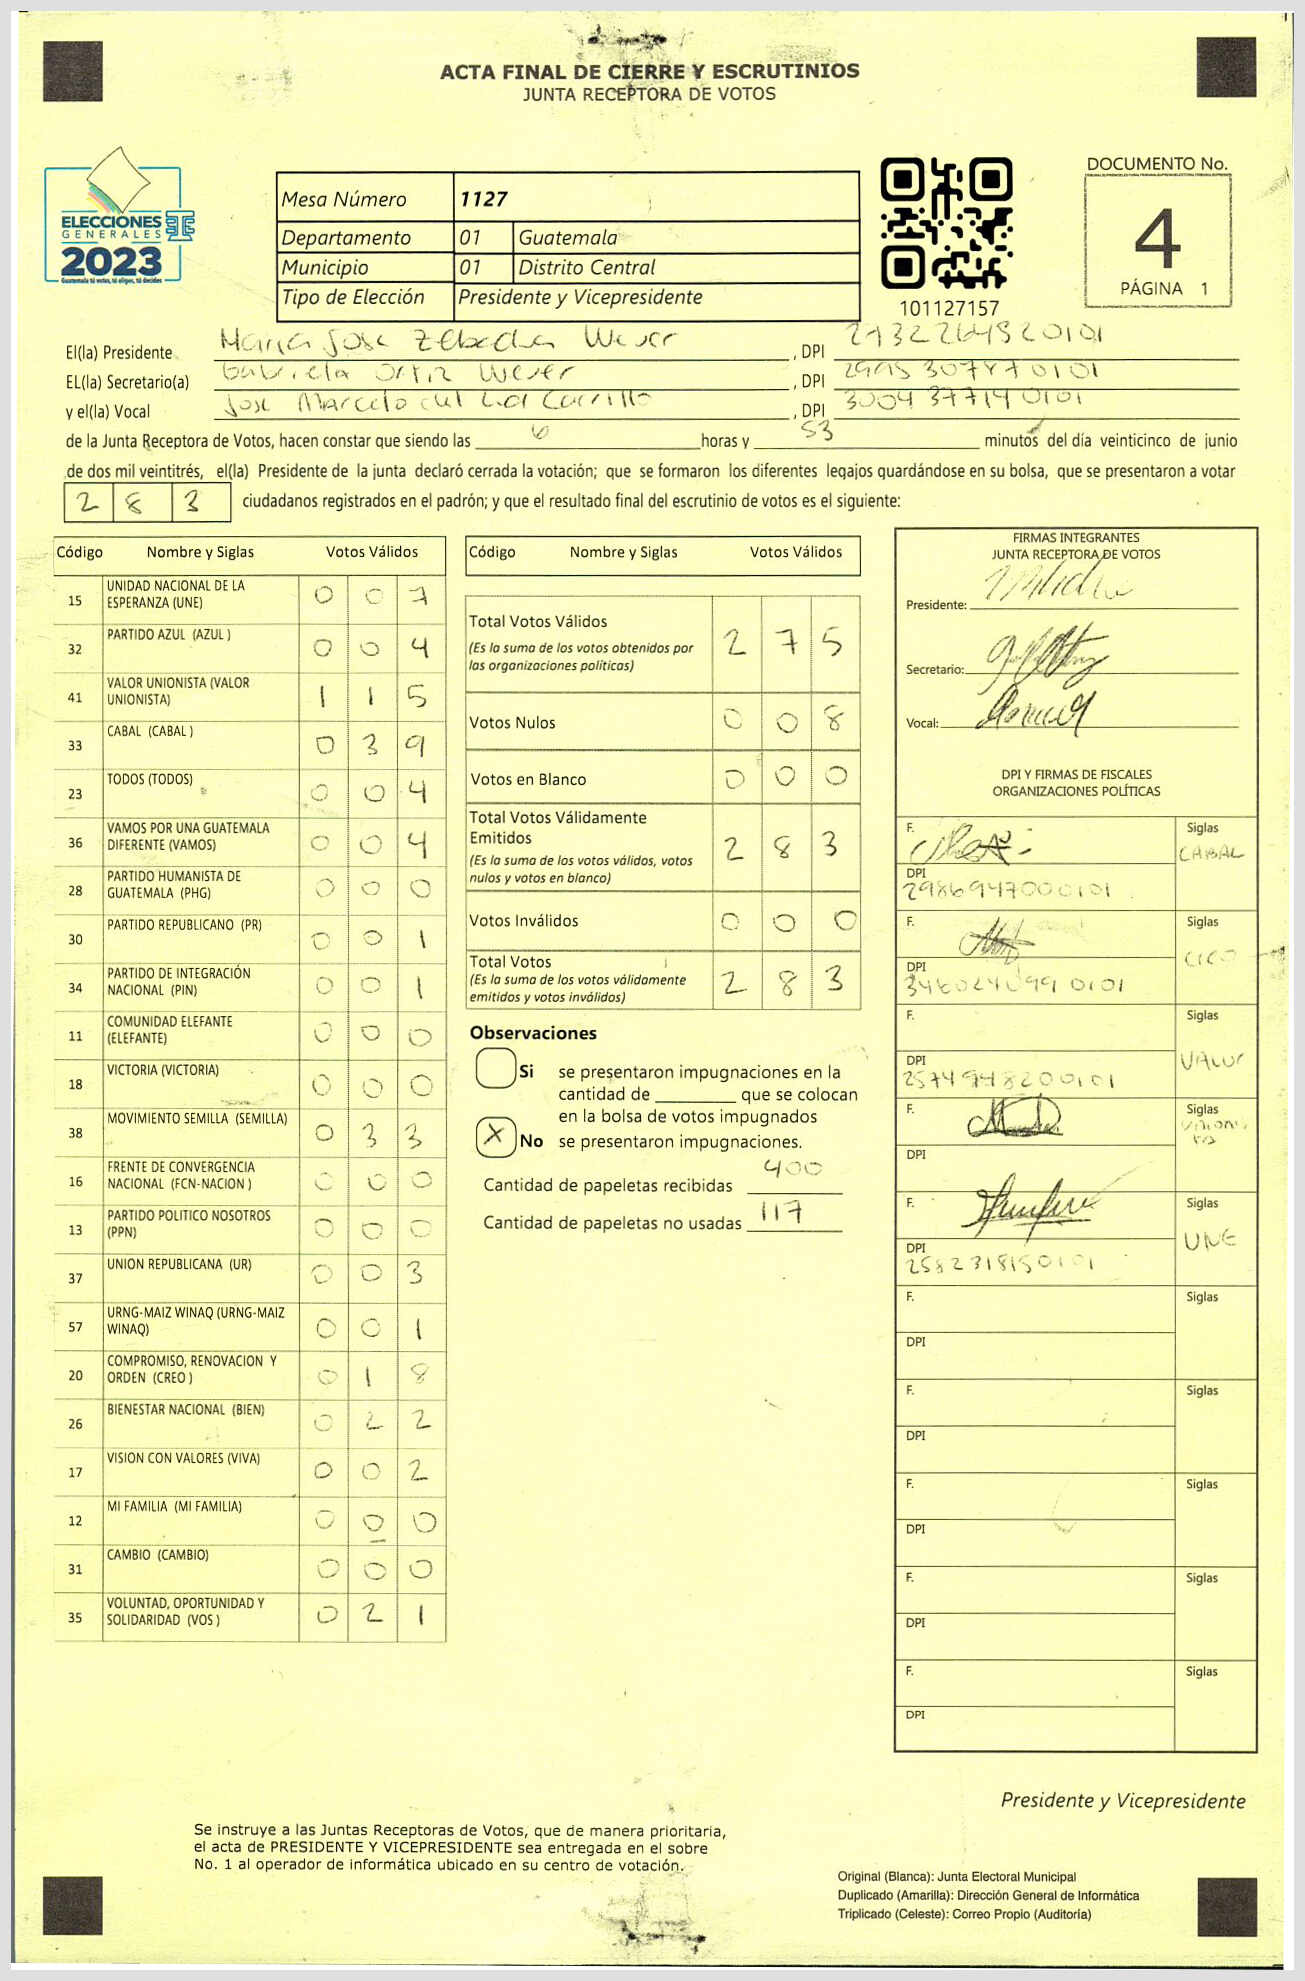 ACTA FINAL DE CIERRE Y ESCRUTINIOS
JUNTA RECEPTORA DE VOTOS
ELECCIONES
GENERALES
2023
Guatemala tú votas, tú eliges, tú decides
Mesa Número 1127
Departamento 01 Guatemala
Municipio 01 Distrito Central
Tipo de Elección Presidente y Vicepresidente
101127157
DOCUMENTO No.
4
PÁGINA 1
El(la) Presidente Maria Jose Zebadua Wever , DPI
EL(la) Secretario(a) Gabriela Ortiz Wever , DPI
y el(la) Vocal Jose Marcelo del Cid Carrillo , DPI 3004377140101
de la Junta Receptora de Votos, hacen constar que siendo las 6 horas y 53 minutos del día veinticinco de junio
de dos mil veintitrés, el(la) Presidente de la junta declaró cerrada la votación; que se formaron los diferentes legajos quardándose en su bolsa, que se presentaron a votar
2 8 3 ciudadanos registrados en el padrón; y que el resultado final del escrutinio de votos es el siguiente:
Código Nombre y Siglas Votos Válidos
15 UNIDAD NACIONAL DE LA ESPERANZA (UNE) 0 0 7
32 PARTIDO AZUL (AZUL ) 0 0 4
41 VALOR UNIONISTA (VALOR UNIONISTA) 1 1 5
33 CABAL (CABAL ) 0 3 9
23 TODOS (TODOS) 0 0 4
36 VAMOS POR UNA GUATEMALA DIFERENTE (VAMOS) 0 0 4
28 PARTIDO HUMANISTA DE GUATEMALA (PHG) 0 0 0
30 PARTIDO REPUBLICANO (PR) 0 0 1
34 PARTIDO DE INTEGRACIÓN NACIONAL (PIN) 0 0 1
11 COMUNIDAD ELEFANTE (ELEFANTE) 0 0 0
18 VICTORIA (VICTORIA) 0 0 0
38 MOVIMIENTO SEMILLA (SEMILLA) 0 3 3
16 FRENTE DE CONVERGENCIA NACIONAL (FCN-NACION ) 0 0 0
13 PARTIDO POLITICO NOSOTROS (PPN) 0 0 0
37 UNION REPUBLICANA (UR) 0 0 3
57 URNG-MAIZ WINAQ (URNG-MAIZ WINAQ) 0 0 1
20 COMPROMISO, RENOVACION Y ORDEN (CREO ) 0 1 8
26 BIENESTAR NACIONAL (BIEN) 0 2 2
17 VISION CON VALORES (VIVA) 0 0 2
12 MI FAMILIA (MI FAMILIA) 0 0 0
31 CAMBIO (CAMBIO) 0 0 0
35 VOLUNTAD, OPORTUNIDAD Y SOLIDARIDAD (VOS ) 0 2 1
Código Nombre y Siglas Votos Válidos
Total Votos Válidos 2 7 5
(Es la suma de los votos obtenidos por
las organizaciones políticas)
Votos Nulos 0 0 8
Votos en Blanco 0 0 0
Total Votos Válidamente
Emitidos 2 8 3
(Es la suma de los votos válidos, votos
nulos y votos en blanco)
Votos Inválidos 0 0 0
Total Votos 2 8 3
(Es la suma de los votos válidamente
emitidos y votos inválidos)
Observaciones
Si se presentaron impugnaciones en la
cantidad de ________ que se colocan
en la bolsa de votos impugnados
X No se presentaron impugnaciones.
Cantidad de papeletas recibidas 400
Cantidad de papeletas no usadas 117
FIRMAS INTEGRANTES
JUNTA RECEPTORA DE VOTOS
Presidente:
Secretario:
Vocal:
DPI Y FIRMAS DE FISCALES
ORGANIZACIONES POLÍTICAS
F. Siglas
CABAL
DPI
2986947000101
F. Siglas
DPI
F. Siglas
VALOR
DPI
2574948200101
F. Siglas
DPI
F. Siglas
UNE
DPI
2582318150101
F. Siglas
DPI
F. Siglas
DPI
F. Siglas
DPI
F. Siglas
DPI
F. Siglas
DPI
Presidente y Vicepresidente
Se instruye a las Juntas Receptoras de Votos, que de manera prioritaria,
el acta de PRESIDENTE Y VICEPRESIDENTE sea entregada en el sobre
No. 1 al operador de informática ubicado en su centro de votación.
Original (Blanca): Junta Electoral Municipal
Duplicado (Amarilla): Dirección General de Informática
Triplicado (Celeste): Correo Propio (Auditoría)